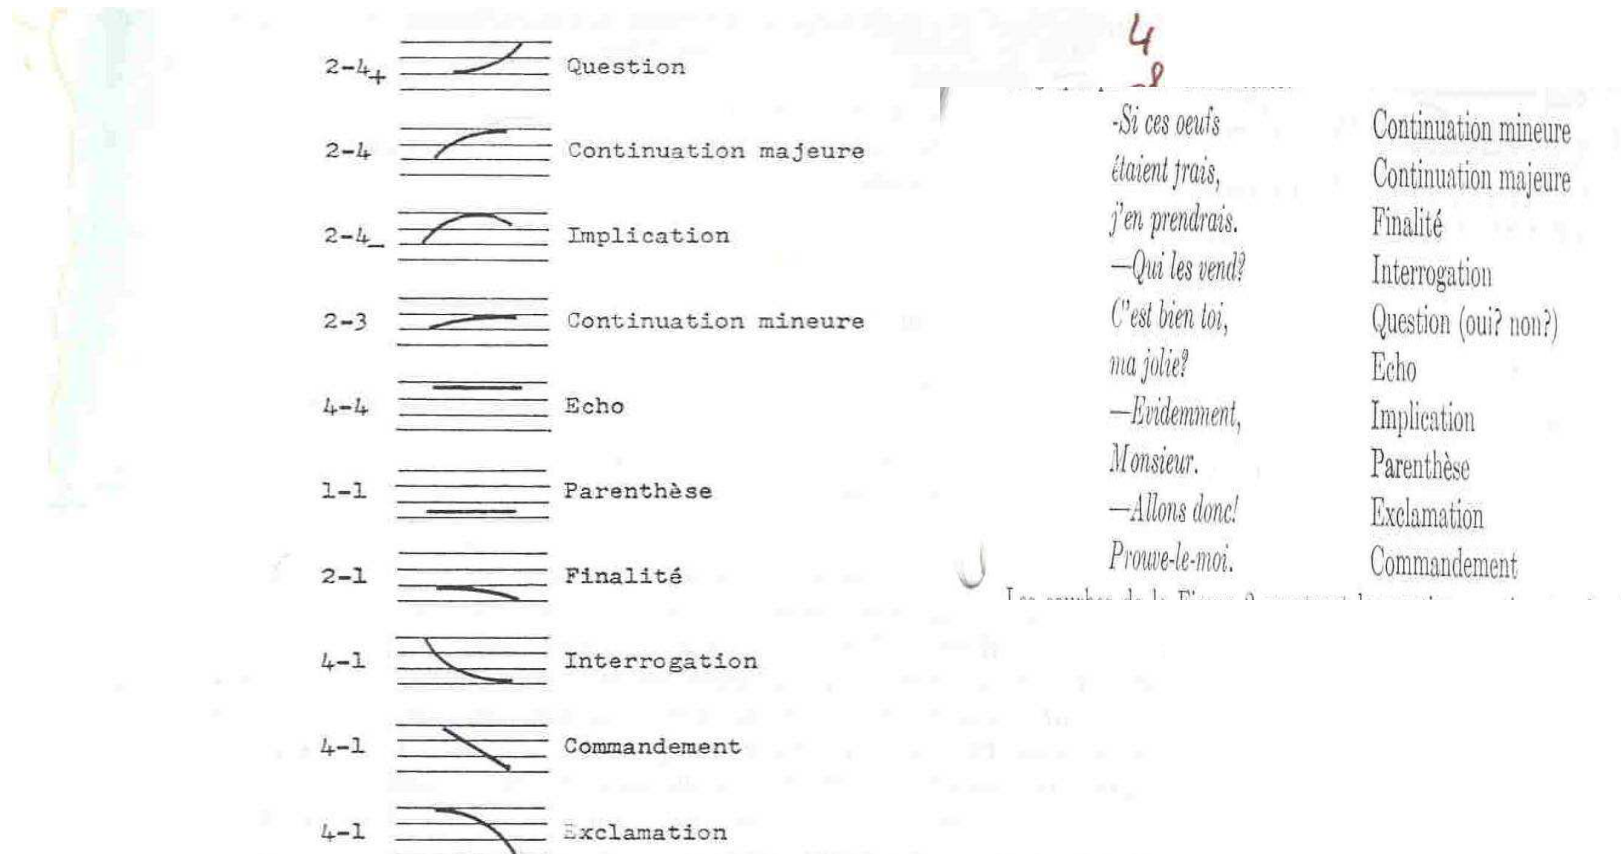 2-4+ Question
2-4 Continuation majeure
2-4_ Implication
2-3 Continuation mineure
4-4 Echo
1-1 Parenthèse
2-1 Finalité
4-1 Interrogation
4-1 Commandement
4-1 Exclamation
4
-Si ces oeufs Continuation mineure
étaient frais, Continuation majeure
j'en prendrais. Finalité
—Qui les vend? Interrogation
C'est bien toi, Question (oui? non?)
ma jolie? Echo
—Evidemment, Implication
Monsieur. Parenthèse
—Allons donc! Exclamation
Prouve-le-moi. Commandement